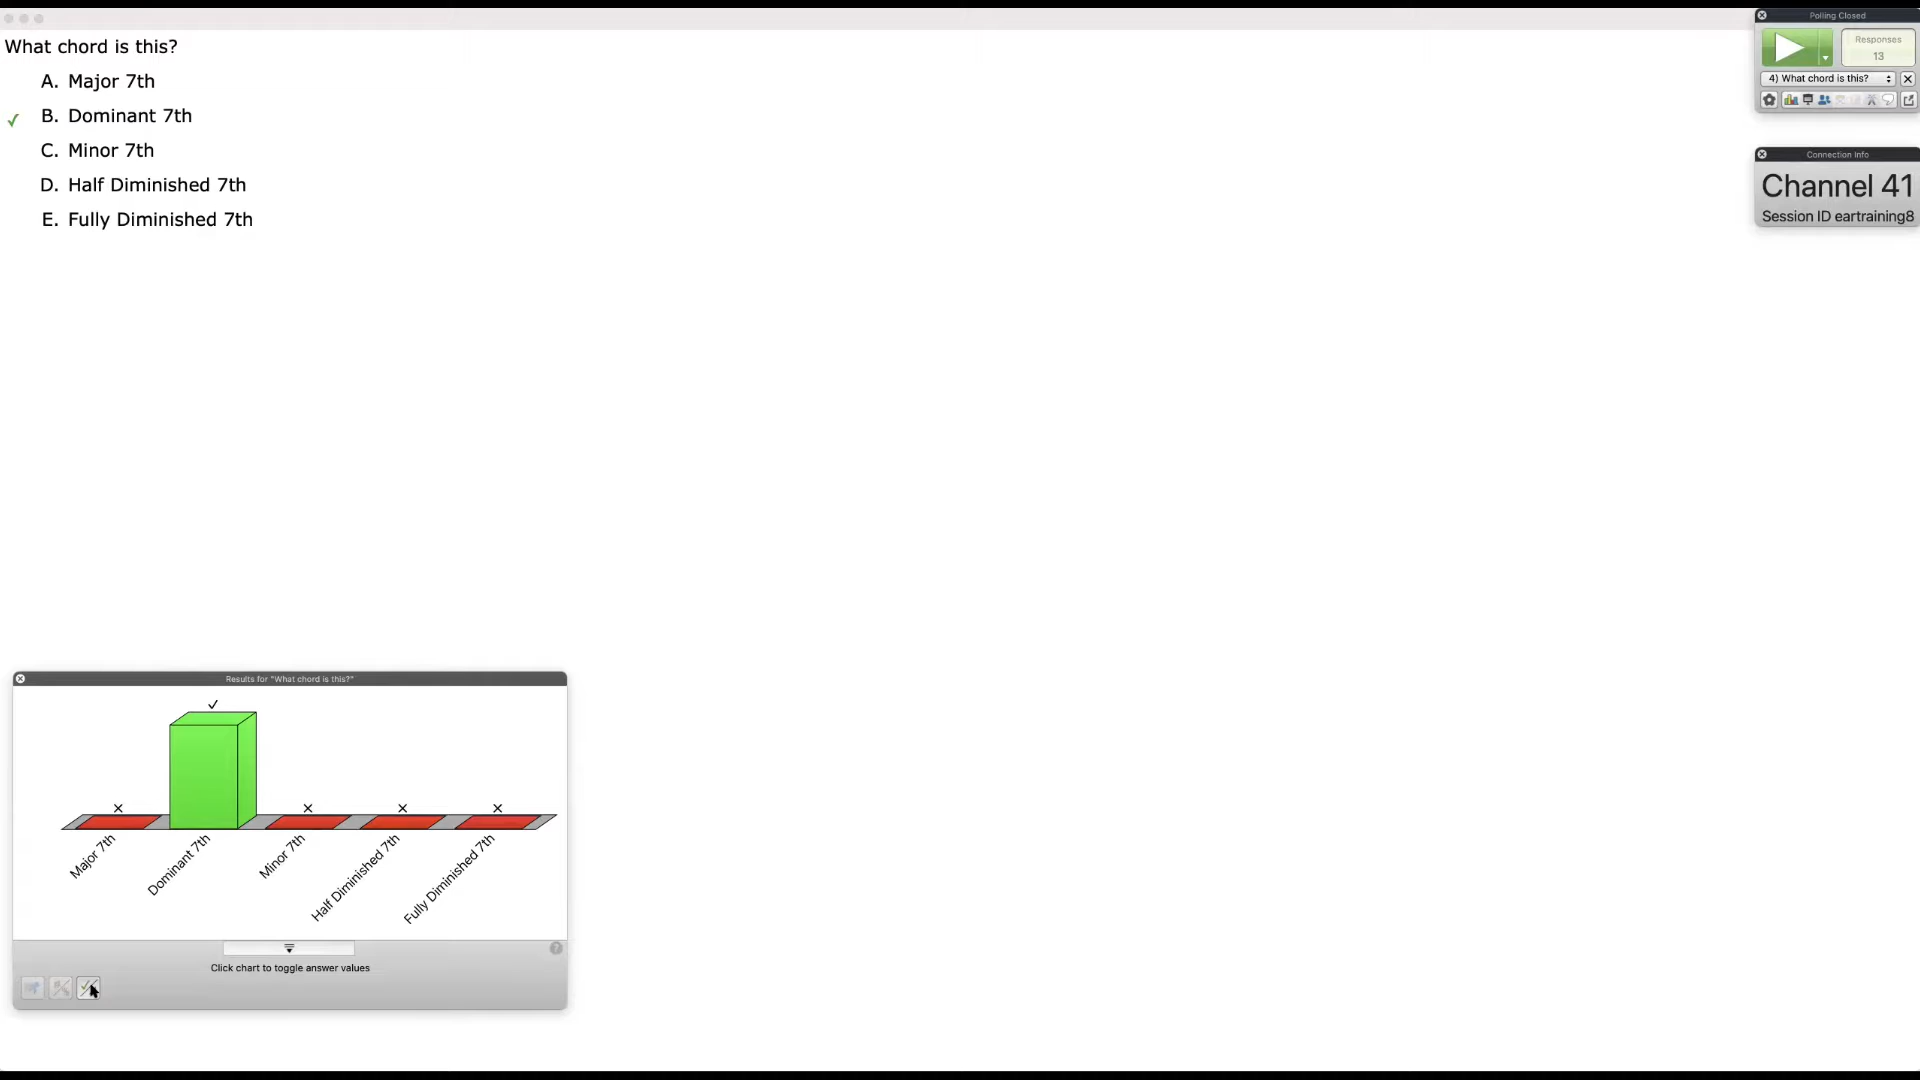 What chord is this?
A. Major 7th
✓ B. Dominant 7th
C. Minor 7th
D. Half Diminished 7th
E. Fully Diminished 7th
Polling Closed
Responses
13
4) What chord is this?
Connection Info
Channel 41
Session ID eartraining8
Results for "What chord is this?"
Major 7th
Dominant 7th
Minor 7th
Half Diminished 7th
Fully Diminished 7th
?
Click chart to toggle answer values